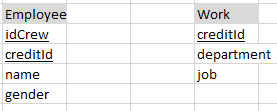 Employee
idCrew
creditId
name
gender
Work
creditId
department
job